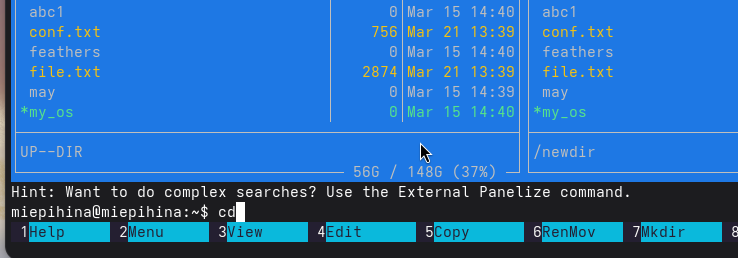 abc1 0 Mar 15 14:40 abc1
conf.txt 756 Mar 21 13:39 conf.txt
feathers 0 Mar 15 14:40 feathers
file.txt 2874 Mar 21 13:39 file.txt
may 0 Mar 15 14:39 may
*my_os 0 Mar 15 14:40 *my_os
UP--DIR /newdir
56G / 148G (37%)
Hint: Want to do complex searches? Use the External Panelize command.
miepihina@miepihina:~$ cd
1Help 2Menu 3View 4Edit 5Copy 6RenMov 7Mkdir 8